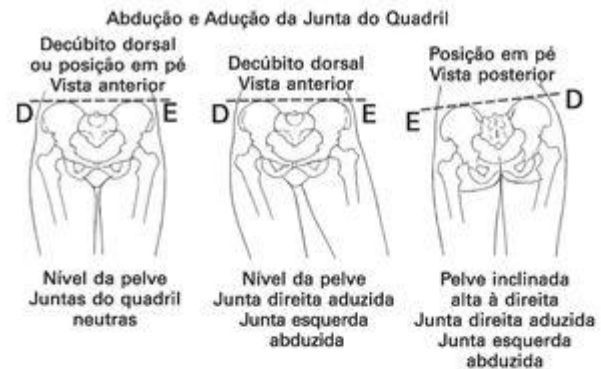 Abdução e Adução da Junta do Quadril
Decúbito dorsal
ou posição em pé
Vista anterior
D
E
Nível da pelve
Juntas do quadril
neutras
Decúbito dorsal
Vista anterior
D
E
Nível da pelve
Junta direita aduzida
Junta esquerda
abduzida
Posição em pé
Vista posterior
E
D
Pelve inclinada
alta à direita
Junta direita aduzida
Junta esquerda
abduzida